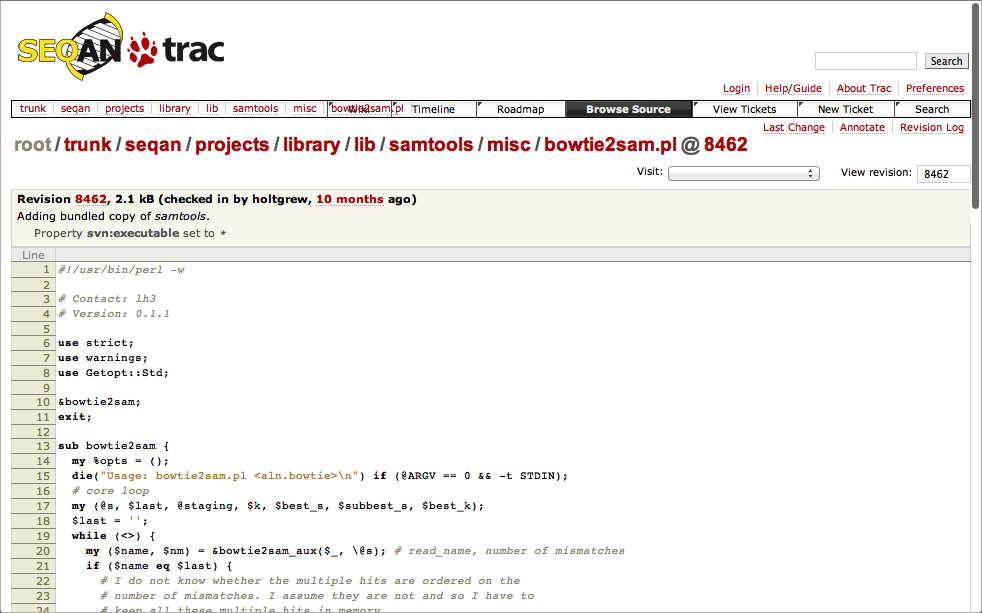 SEQAN trac
Search
Login Help/Guide About Trac Preferences
trunk seqan projects library lib samtools misc bowtie2sam.pl Wiki Timeline Roadmap Browse Source View Tickets New Ticket Search
Last Change Annotate Revision Log
root/trunk/seqan/projects/library/lib/samtools/misc/bowtie2sam.pl @ 8462
Visit: View revision: 8462
Revision 8462, 2.1 kB (checked in by holtgrew, 10 months ago)
Adding bundled copy of samtools.
Property svn:executable set to *
Line
1 #!/usr/bin/perl -w
2
3 # Contact: lh3
4 # Version: 0.1.1
5
6 use strict;
7 use warnings;
8 use Getopt::Std;
9
10 &bowtie2sam;
11 exit;
12
13 sub bowtie2sam {
14 my %opts = ();
15 die("Usage: bowtie2sam.pl <aln.bowtie>\n") if (@ARGV == 0 && -t STDIN);
16 # core loop
17 my (@s, $last, @staging, $k, $best_s, $subbest_s, $best_k);
18 $last = '';
19 while (<>) {
20 my ($name, $nm) = &bowtie2sam_aux($_, \@s); # read_name, number of mismatches
21 if ($name eq $last) {
22 # I do not know whether the multiple hits are ordered on the
23 # number of mismatches. I assume they are not and so I have to
24 # keep all these multiple hits in memory.